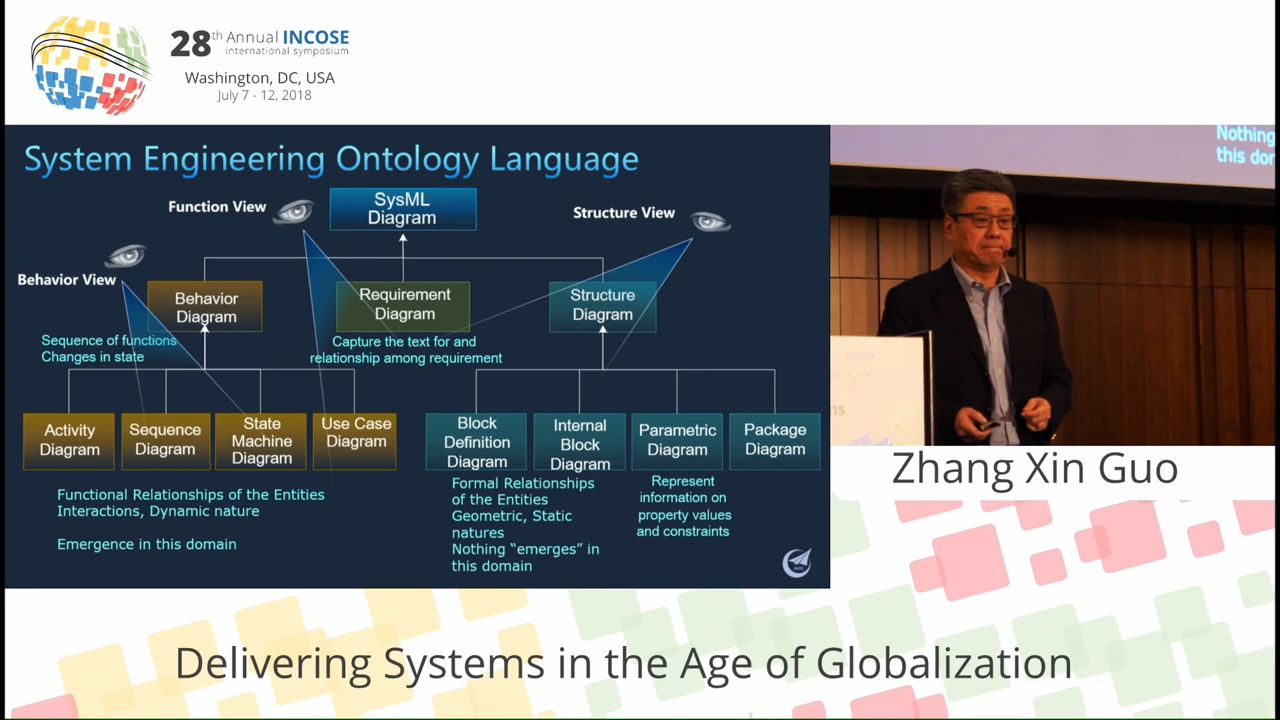 28th Annual INCOSE
international symposium
Washington, DC, USA
July 7 - 12, 2018
System Engineering Ontology Language
Function View
SysML
Diagram
Structure View
Behavior View
Behavior
Diagram
Requirement
Diagram
Structure
Diagram
Sequence of functions
Changes in state
Capture the text for and
relationship among requirement
Activity
Diagram
Sequence
Diagram
State
Machine
Diagram
Use Case
Diagram
Block
Definition
Diagram
Internal
Block
Diagram
Parametric
Diagram
Package
Diagram
Functional Relationships of the Entities
Interactions, Dynamic nature
Emergence in this domain
Formal Relationships
of the Entities
Geometric, Static
natures
Nothing “emerges” in
this domain
Represent
information on
property values
and constraints
Nothing
this dom
Zhang Xin Guo
Delivering Systems in the Age of Globalization